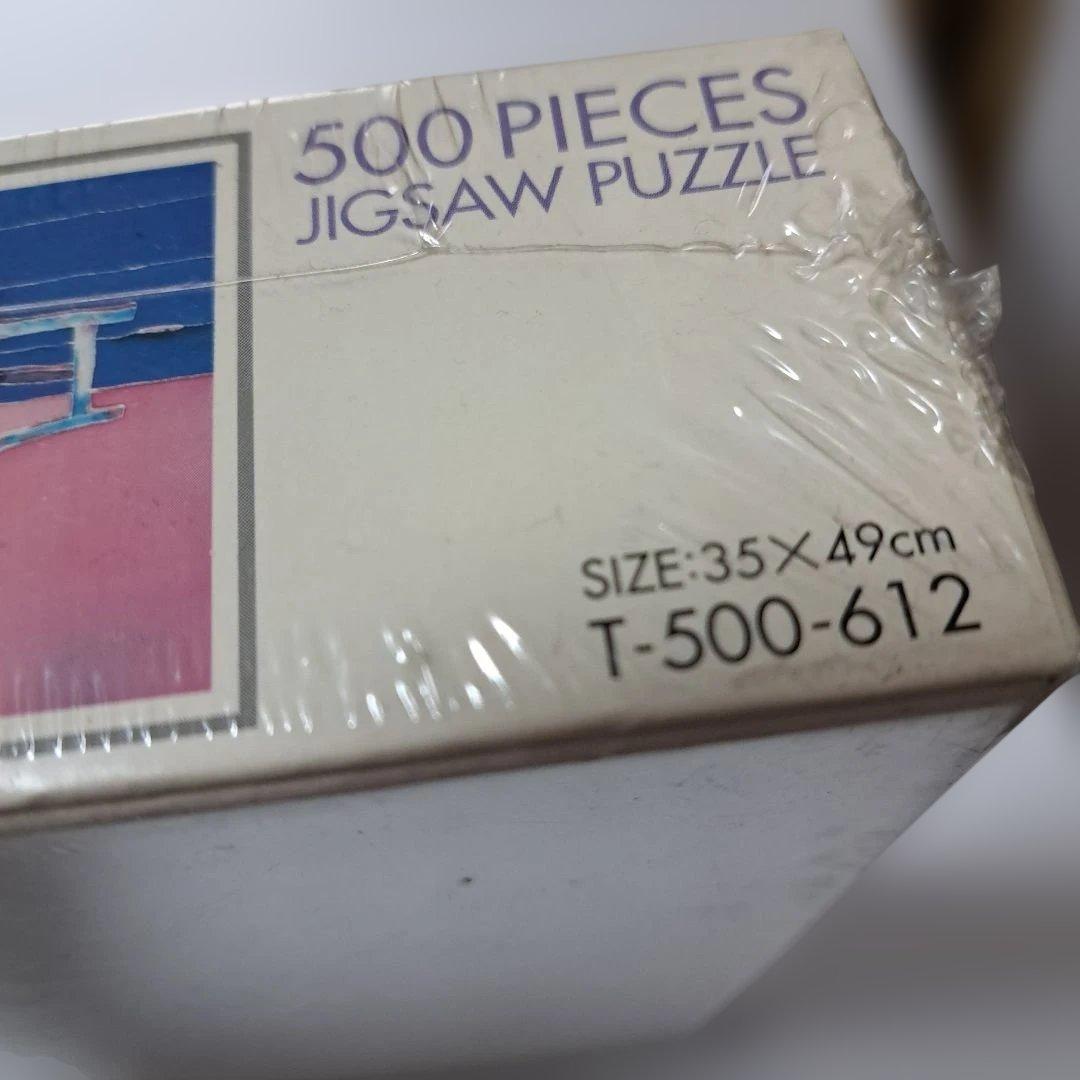 500 PIECES
JIGSAW PUZZLE
SIZE:35×49cm
T-500-612